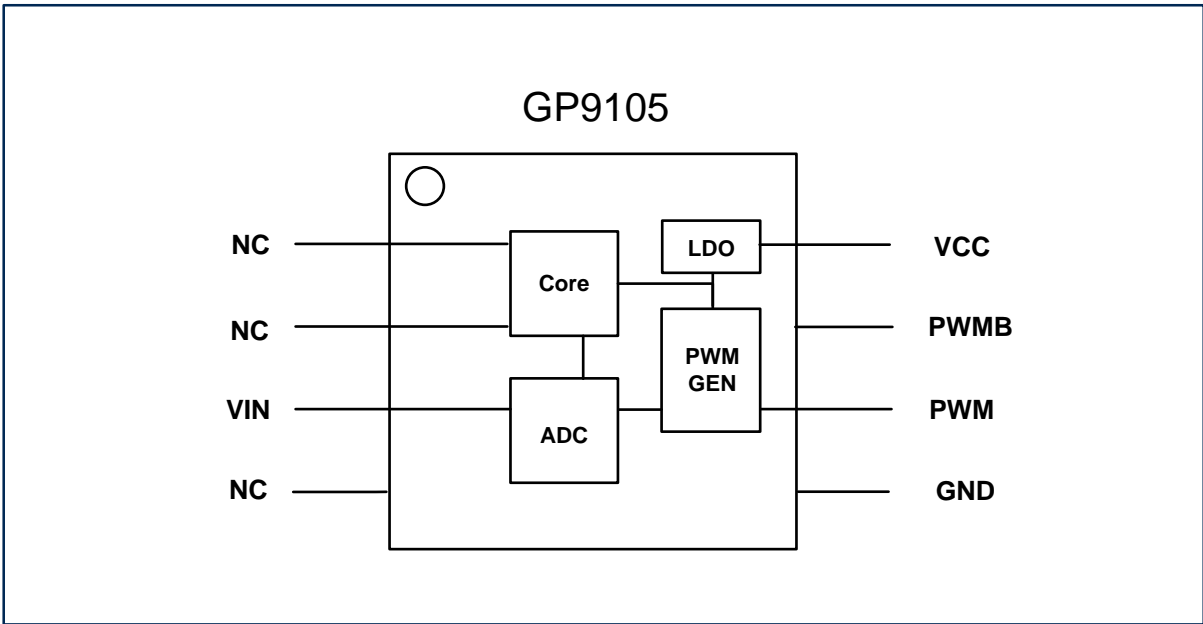 GP9105
NC
NC
VIN
NC
Core
ADC
LDO
PWM
GEN
VCC
PWMB
PWM
GND